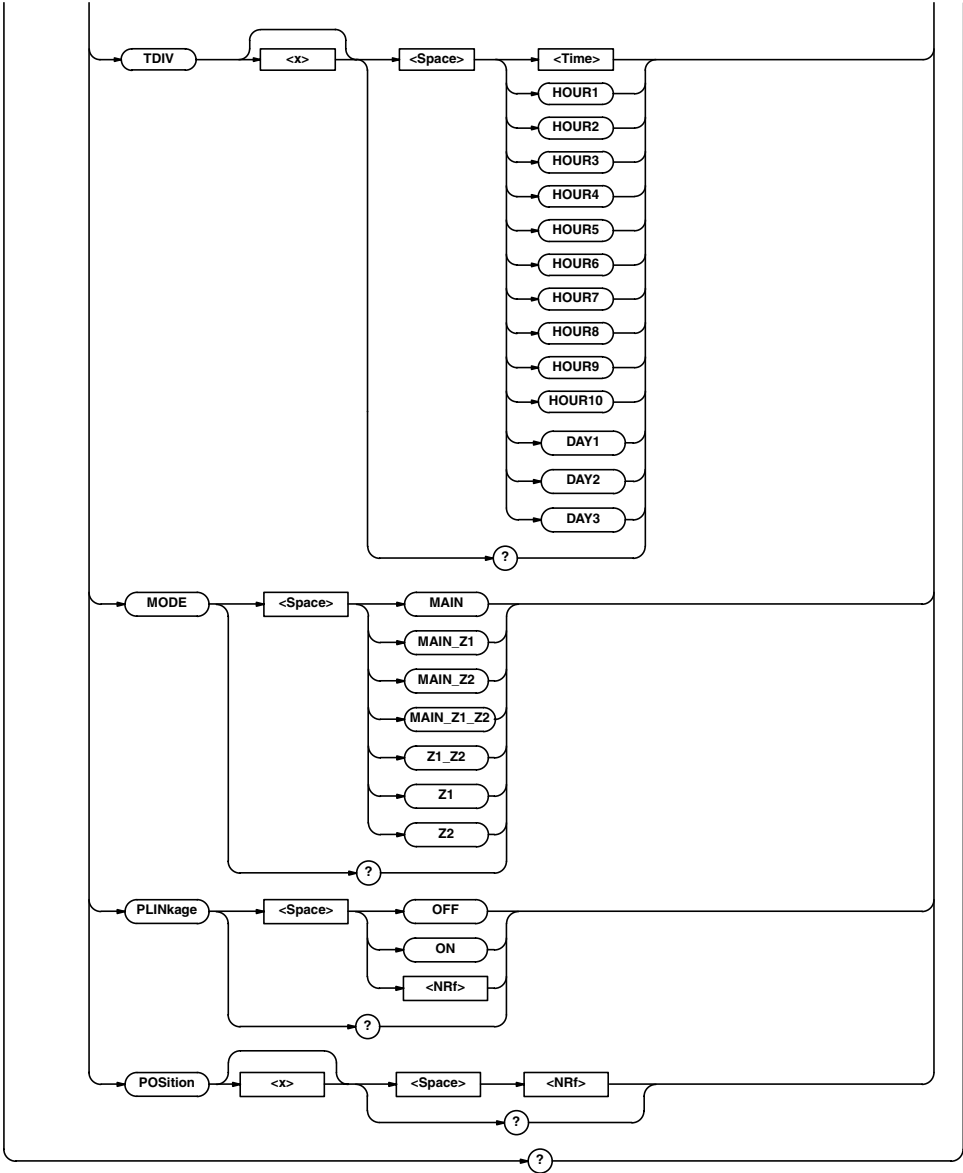 TDIV <x> <Space> <Time>
HOUR1
HOUR2
HOUR3
HOUR4
HOUR5
HOUR6
HOUR7
HOUR8
HOUR9
HOUR10
DAY1
DAY2
DAY3
?
MODE <Space> MAIN
MAIN_Z1
MAIN_Z2
MAIN_Z1_Z2
Z1_Z2
Z1
Z2
?
PLINkage <Space> OFF
ON
<NRf>
?
POSition <x> <Space> <NRf>
?
?